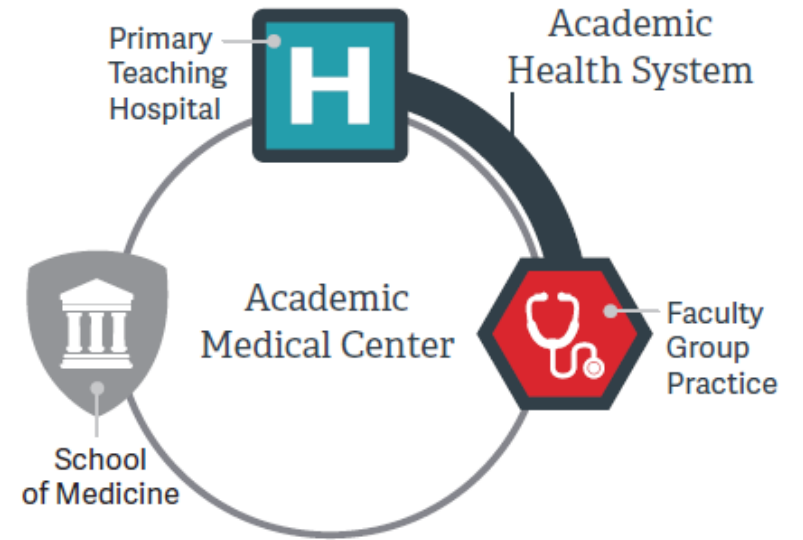 Primary
Teaching
Hospital
H
Academic
Health System
Academic
Medical Center
Faculty
Group
Practice
School
of Medicine